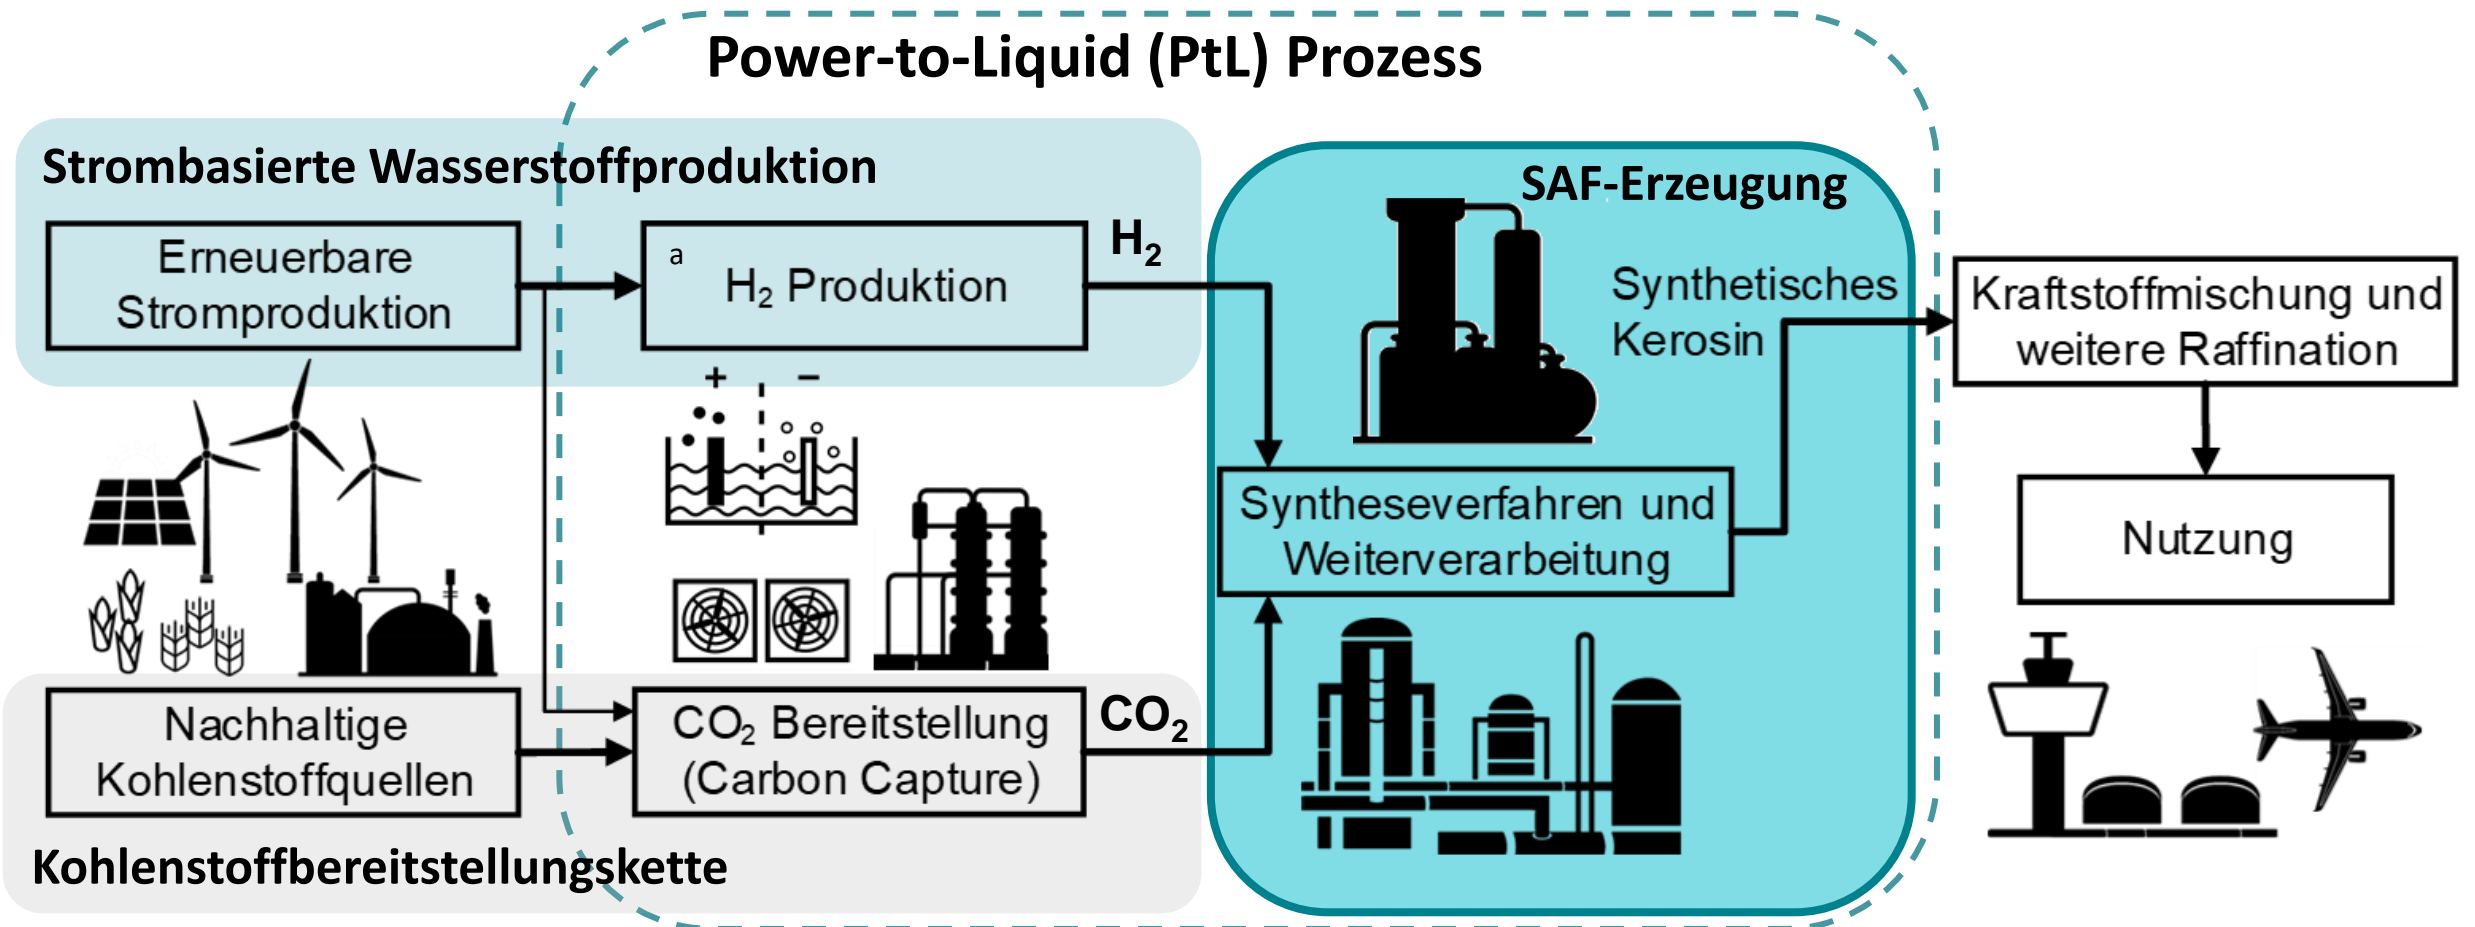 Power-to-Liquid (PtL) Prozess
Strombasierte Wasserstoffproduktion
Erneuerbare
Stromproduktion
a
H₂ Produktion
H₂
SAF-Erzeugung
Synthetisches
Kerosin
Kraftstoffmischung und
weitere Raffination
+ −
Syntheseverfahren und
Weiterverarbeitung
Nutzung
Nachhaltige
Kohlenstoffquellen
CO₂ Bereitstellung
(Carbon Capture)
CO₂
Kohlenstoffbereitstellungskette